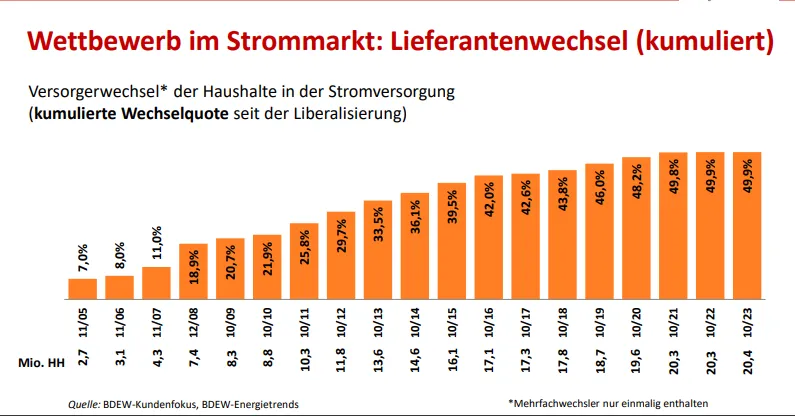 Wettbewerb im Strommarkt: Lieferantenwechsel (kumuliert)
Versorgerwechsel* der Haushalte in der Stromversorgung
(kumulierte Wechselquote seit der Liberalisierung)
7,0% 8,0% 11,0% 18,9% 20,7% 21,9% 25,8% 29,7% 33,5% 36,1% 39,5% 42,0% 42,6% 43,8% 46,0% 48,2% 49,8% 49,9% 49,9%
11/05 11/06 11/07 12/08 10/09 10/10 10/11 10/12 10/13 10/14 10/15 10/16 10/17 10/18 10/19 10/20 10/21 10/22 10/23
Mio. HH 2,7 3,1 4,3 7,4 8,3 8,8 10,3 11,8 13,6 14,6 16,1 17,1 17,3 17,8 18,7 19,6 20,3 20,3 20,4
Quelle: BDEW-Kundenfokus, BDEW-Energietrends *Mehrfachwechsler nur einmalig enthalten